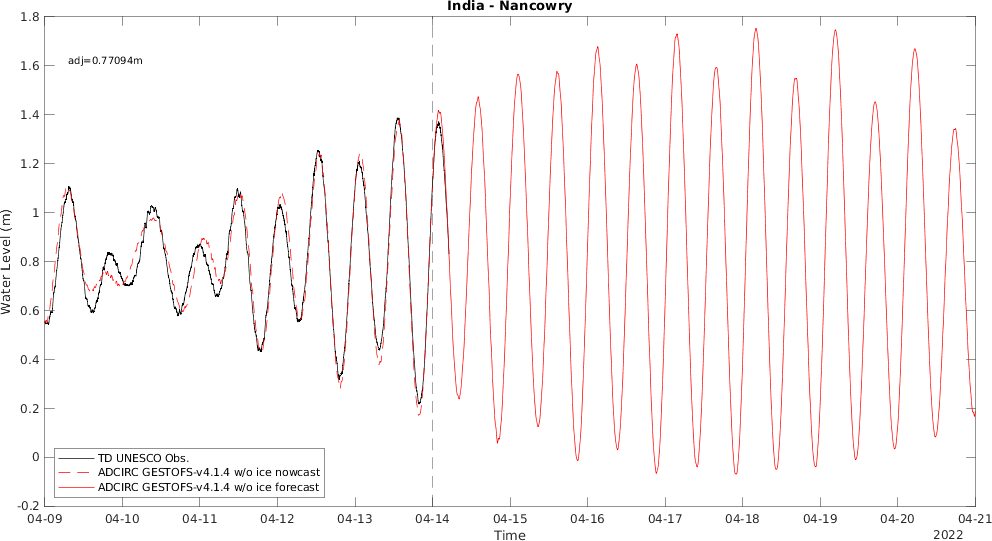 India - Nancowry
1.8
1.6
1.4
1.2
1
0.8
0.6
0.4
0.2
0
-0.2
Water Level (m)
adj=0.77094m
TD UNESCO Obs.
ADCIRC GESTOFS-v4.1.4 w/o ice nowcast
ADCIRC GESTOFS-v4.1.4 w/o ice forecast
04-09 04-10 04-11 04-12 04-13 04-14 04-15 04-16 04-17 04-18 04-19 04-20 04-21
Time
2022